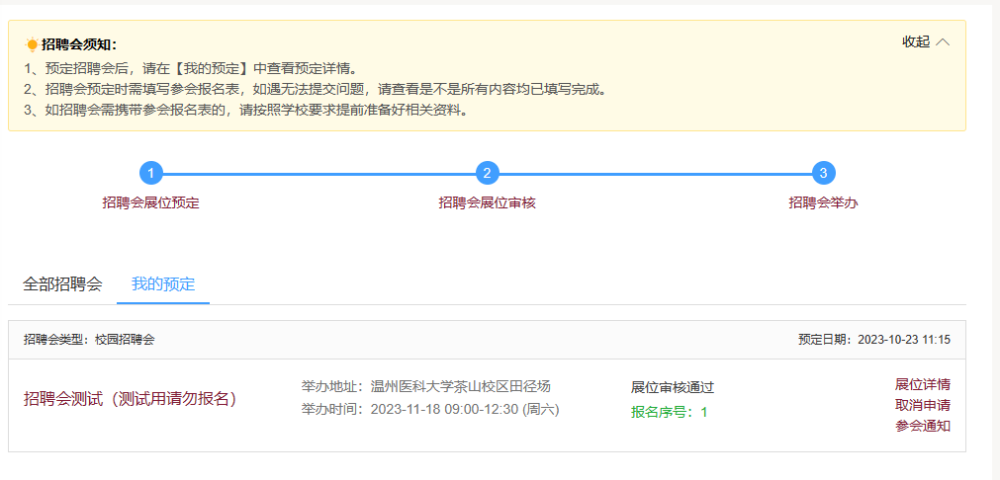 招聘会须知：
收起
1、预定招聘会后，请在【我的预定】中查看预定详情。
2、招聘会预定时需填写参会报名表，如遇无法提交问题，请查看是不是所有内容均已填写完成。
3、如招聘会需携带参会报名表的，请按照学校要求提前准备好相关资料。
1
2
3
招聘会展位预定
招聘会展位审核
招聘会举办
全部招聘会
我的预定
招聘会类型：校园招聘会
预定日期：2023-10-23 11:15
招聘会测试（测试用请勿报名）
举办地址：温州医科大学茶山校区田径场
举办时间：2023-11-18 09:00-12:30 (周六)
展位审核通过
报名序号：1
展位详情
取消申请
参会通知